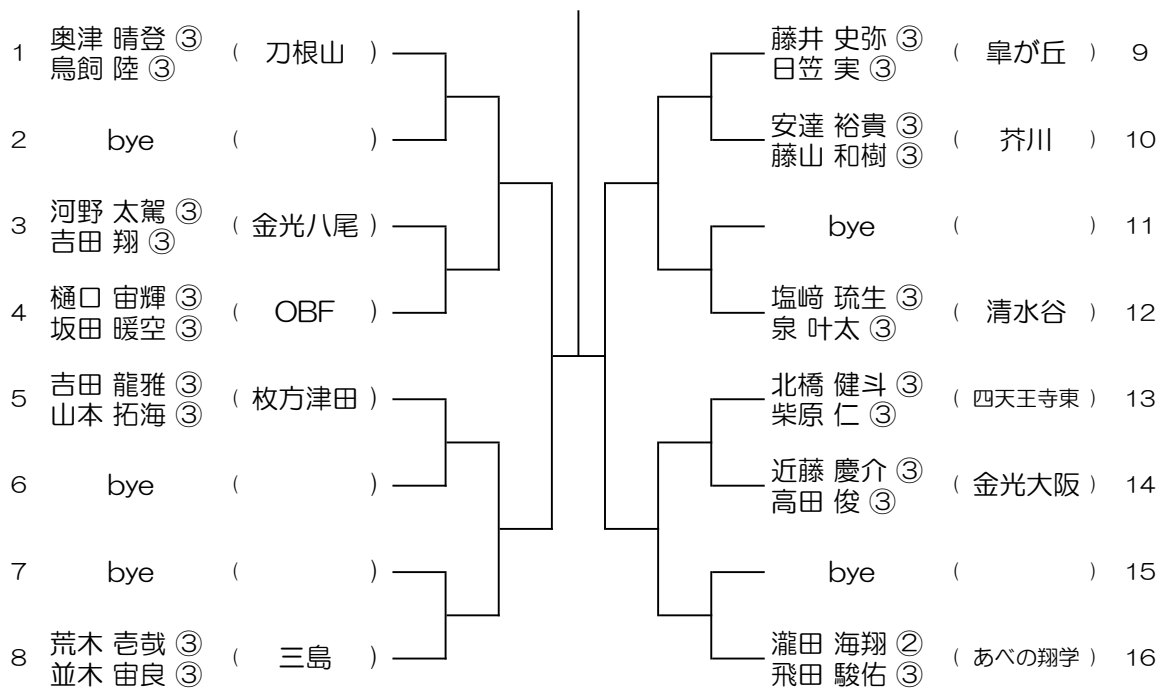 1 奥津 晴登 ③ ( 刀根山 )
鳥飼 陸 ③
2 bye ( )
3 河野 太駕 ③ ( 金光八尾 )
吉田 翔 ③
4 樋口 宙輝 ③ ( OBF )
坂田 暖空 ③
5 吉田 龍雅 ③ ( 枚方津田 )
山本 拓海 ③
6 bye ( )
7 bye ( )
8 荒木 壱哉 ③ ( 三島 )
並木 宙良 ③
藤井 史弥 ③ ( 皐が丘 ) 9
日笠 実 ③
安達 裕貴 ③ ( 芥川 ) 10
藤山 和樹 ③
bye ( ) 11
塩﨑 琉生 ③ ( 清水谷 ) 12
泉 叶太 ③
北橋 健斗 ③ ( 四天王寺東 ) 13
柴原 仁 ③
近藤 慶介 ③ ( 金光大阪 ) 14
高田 俊 ③
bye ( ) 15
瀧田 海翔 ② ( あべの翔学 ) 16
飛田 駿佑 ③